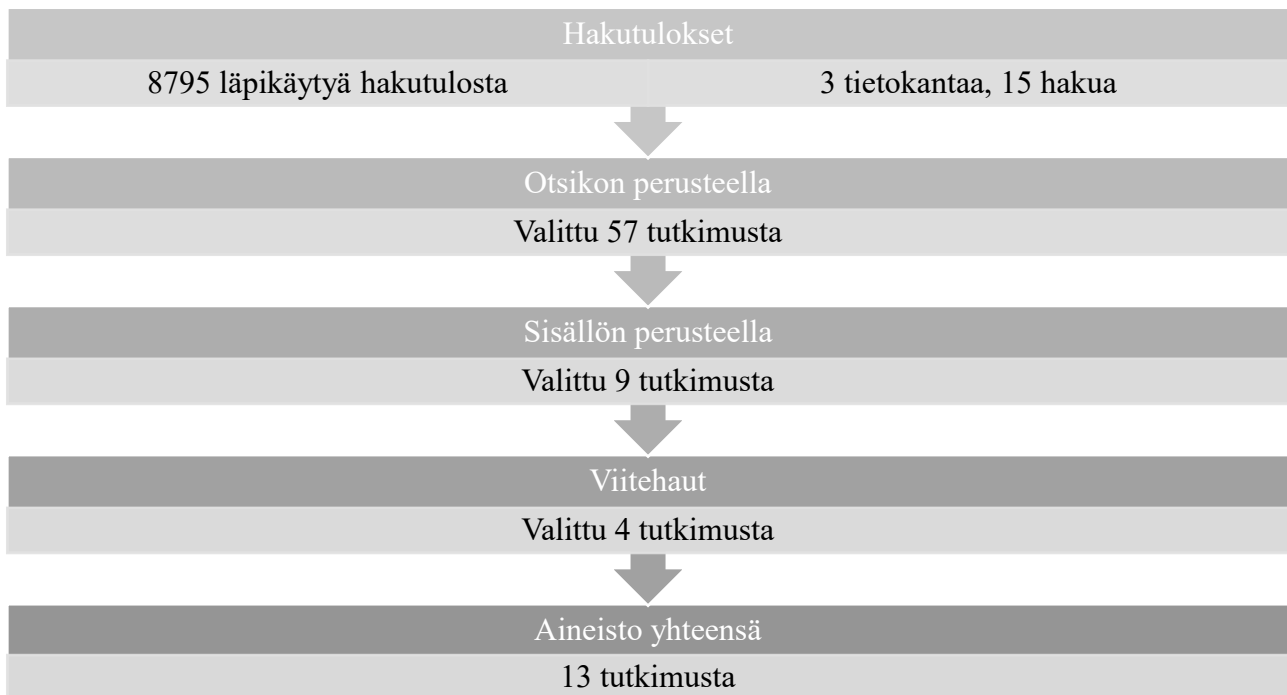 Hakutulokset
8795 läpikäytyä hakutulosta
3 tietokantaa, 15 hakua
Otsikon perusteella
Valittu 57 tutkimusta
Sisällön perusteella
Valittu 9 tutkimusta
Viitehaut
Valittu 4 tutkimusta
Aineisto yhteensä
13 tutkimusta